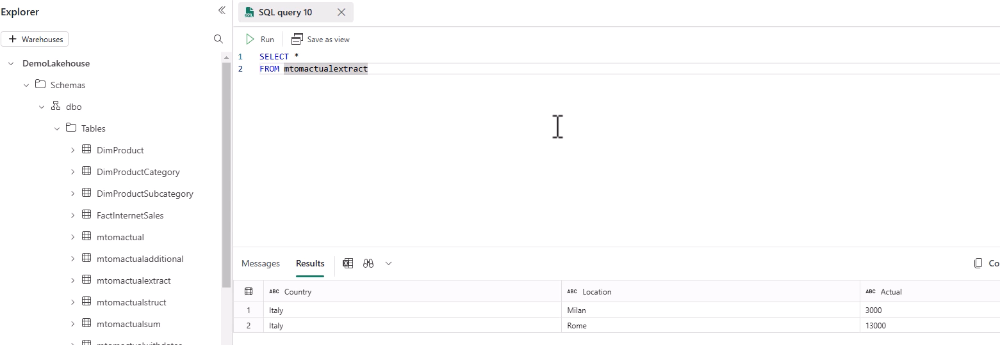 Explorer
Warehouses
DemoLakehouse
Schemas
dbo
Tables
DimProduct
DimProductCategory
DimProductSubcategory
FactInternetSales
mtomactual
mtomactualadditional
mtomactualextract
mtomactualstruct
mtomactualsum
SQL query 10
Run Save as view
1 SELECT *
2 FROM mtomactualextract
Messages Results Co
ABC Country ABC Location ABC Actual
1 Italy Milan 3000
2 Italy Rome 13000